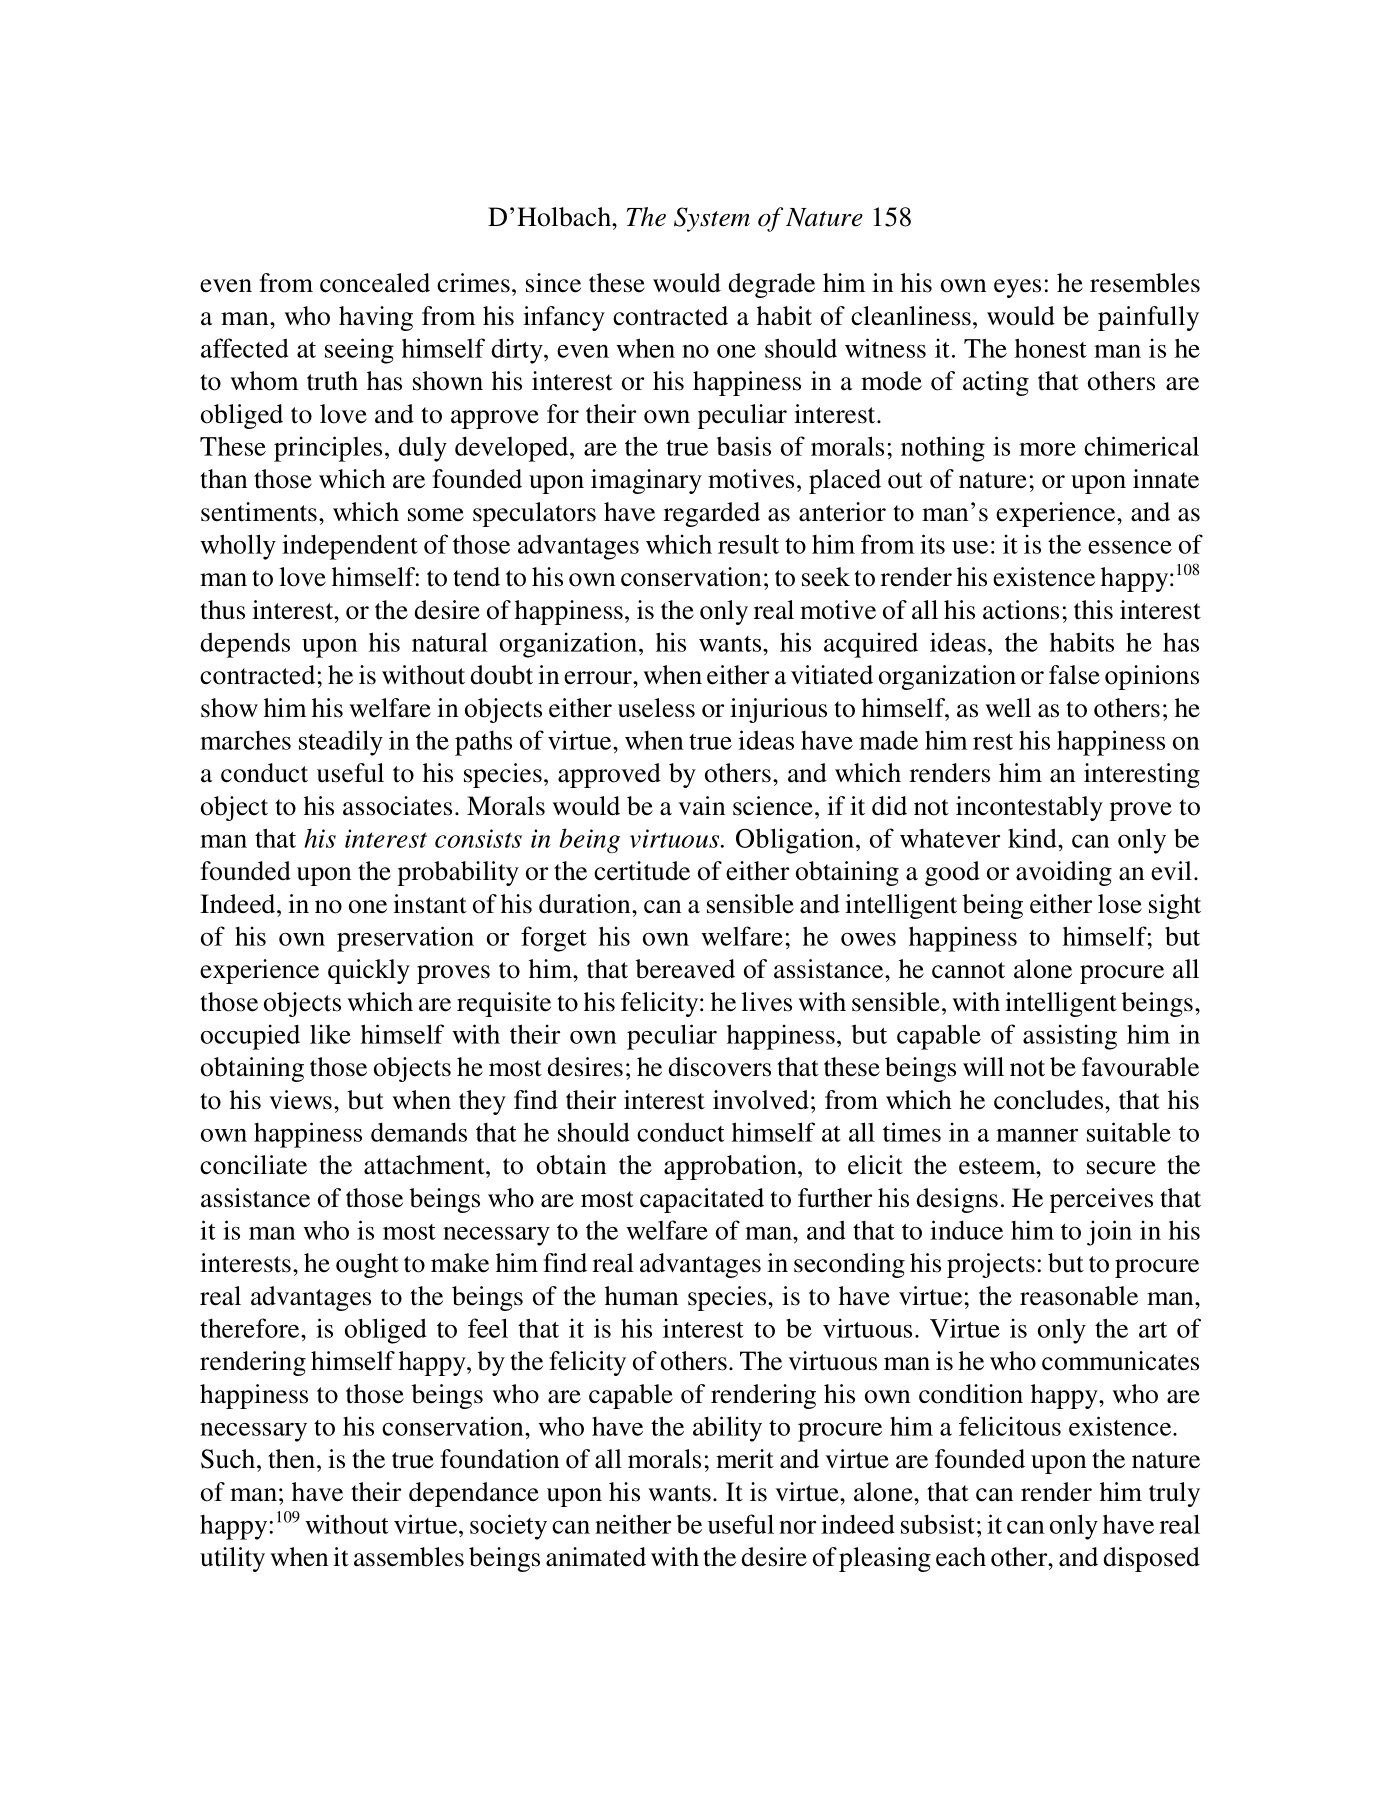 D’Holbach, The System of Nature 158
even from concealed crimes, since these would degrade him in his own eyes: he resembles
a man, who having from his infancy contracted a habit of cleanliness, would be painfully
affected at seeing himself dirty, even when no one should witness it. The honest man is he
to whom truth has shown his interest or his happiness in a mode of acting that others are
obliged to love and to approve for their own peculiar interest.
These principles, duly developed, are the true basis of morals; nothing is more chimerical
than those which are founded upon imaginary motives, placed out of nature; or upon innate
sentiments, which some speculators have regarded as anterior to man’s experience, and as
wholly independent of those advantages which result to him from its use: it is the essence of
man to love himself: to tend to his own conservation; to seek to render his existence happy:108
thus interest, or the desire of happiness, is the only real motive of all his actions; this interest
depends upon his natural organization, his wants, his acquired ideas, the habits he has
contracted; he is without doubt in errour, when either a vitiated organization or false opinions
show him his welfare in objects either useless or injurious to himself, as well as to others; he
marches steadily in the paths of virtue, when true ideas have made him rest his happiness on
a conduct useful to his species, approved by others, and which renders him an interesting
object to his associates. Morals would be a vain science, if it did not incontestably prove to
man that his interest consists in being virtuous. Obligation, of whatever kind, can only be
founded upon the probability or the certitude of either obtaining a good or avoiding an evil.
Indeed, in no one instant of his duration, can a sensible and intelligent being either lose sight
of his own preservation or forget his own welfare; he owes happiness to himself; but
experience quickly proves to him, that bereaved of assistance, he cannot alone procure all
those objects which are requisite to his felicity: he lives with sensible, with intelligent beings,
occupied like himself with their own peculiar happiness, but capable of assisting him in
obtaining those objects he most desires; he discovers that these beings will not be favourable
to his views, but when they find their interest involved; from which he concludes, that his
own happiness demands that he should conduct himself at all times in a manner suitable to
conciliate the attachment, to obtain the approbation, to elicit the esteem, to secure the
assistance of those beings who are most capacitated to further his designs. He perceives that
it is man who is most necessary to the welfare of man, and that to induce him to join in his
interests, he ought to make him find real advantages in seconding his projects: but to procure
real advantages to the beings of the human species, is to have virtue; the reasonable man,
therefore, is obliged to feel that it is his interest to be virtuous. Virtue is only the art of
rendering himself happy, by the felicity of others. The virtuous man is he who communicates
happiness to those beings who are capable of rendering his own condition happy, who are
necessary to his conservation, who have the ability to procure him a felicitous existence.
Such, then, is the true foundation of all morals; merit and virtue are founded upon the nature
of man; have their dependance upon his wants. It is virtue, alone, that can render him truly
happy:109 without virtue, society can neither be useful nor indeed subsist; it can only have real
utility when it assembles beings animated with the desire of pleasing each other, and disposed